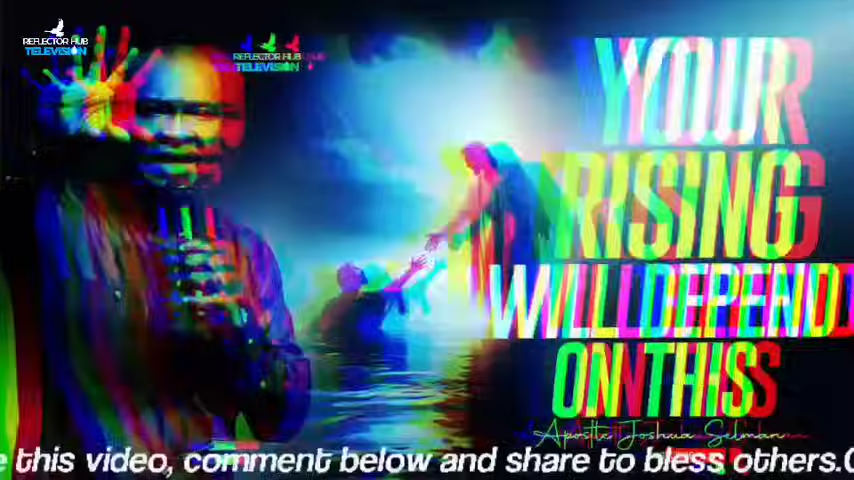 REFLECTOR HUB
TELEVISION
REFLECTOR HUB
TELEVISION
YOUR
RISING
WILL DEPEND
ON THIS
Apostle Joshua Selman
this video, comment below and share to bless others.